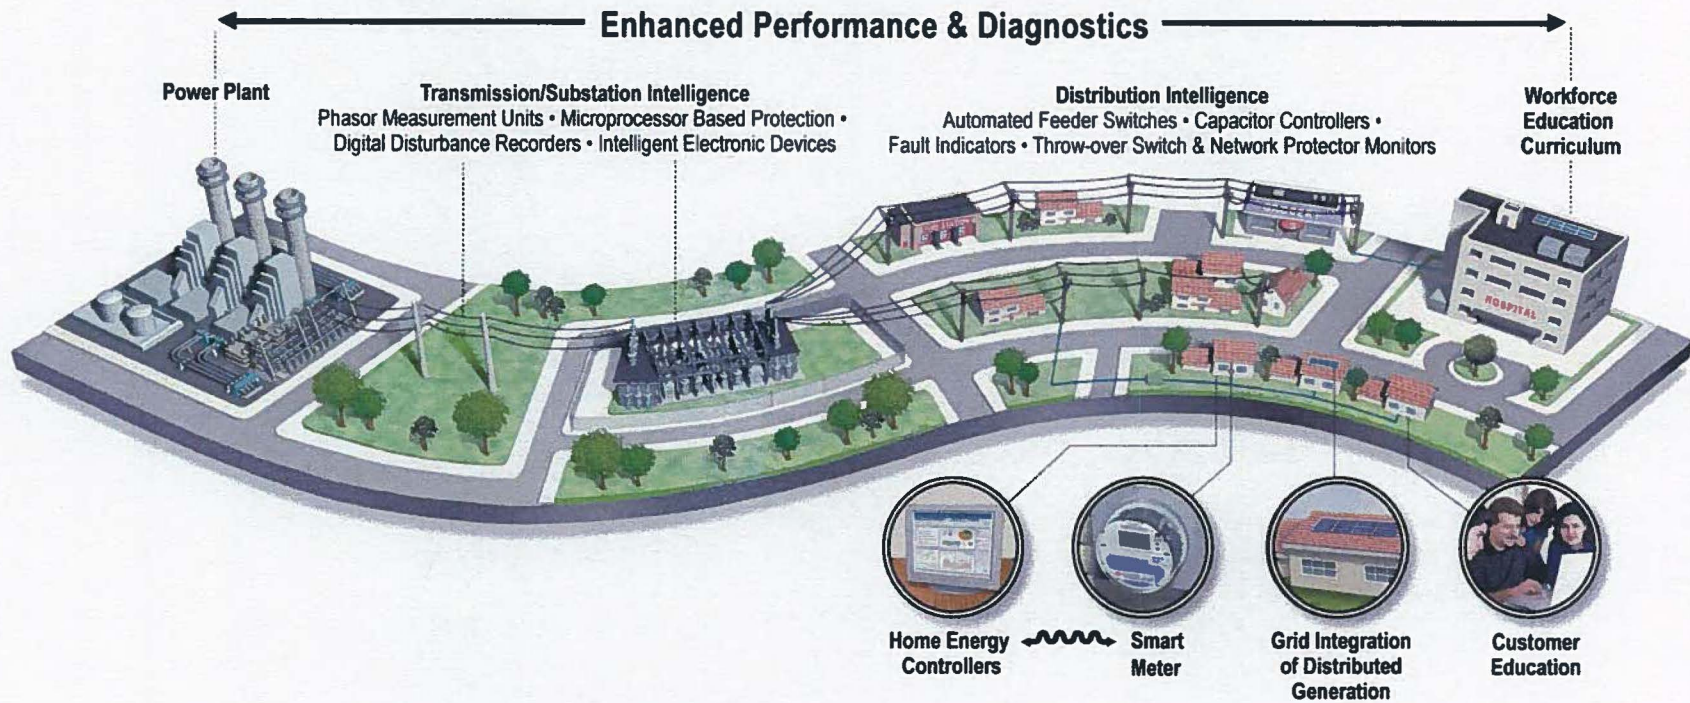 Enhanced Performance & Diagnostics
Power Plant
Transmission/Substation Intelligence
Phasor Measurement Units • Microprocessor Based Protection •
Digital Disturbance Recorders • Intelligent Electronic Devices
Distribution Intelligence
Automated Feeder Switches • Capacitor Controllers •
Fault Indicators • Throw-over Switch & Network Protector Monitors
Workforce
Education
Curriculum
HOSPITAL
Home Energy
Controllers
Smart
Meter
Grid Integration
of Distributed
Generation
Customer
Education